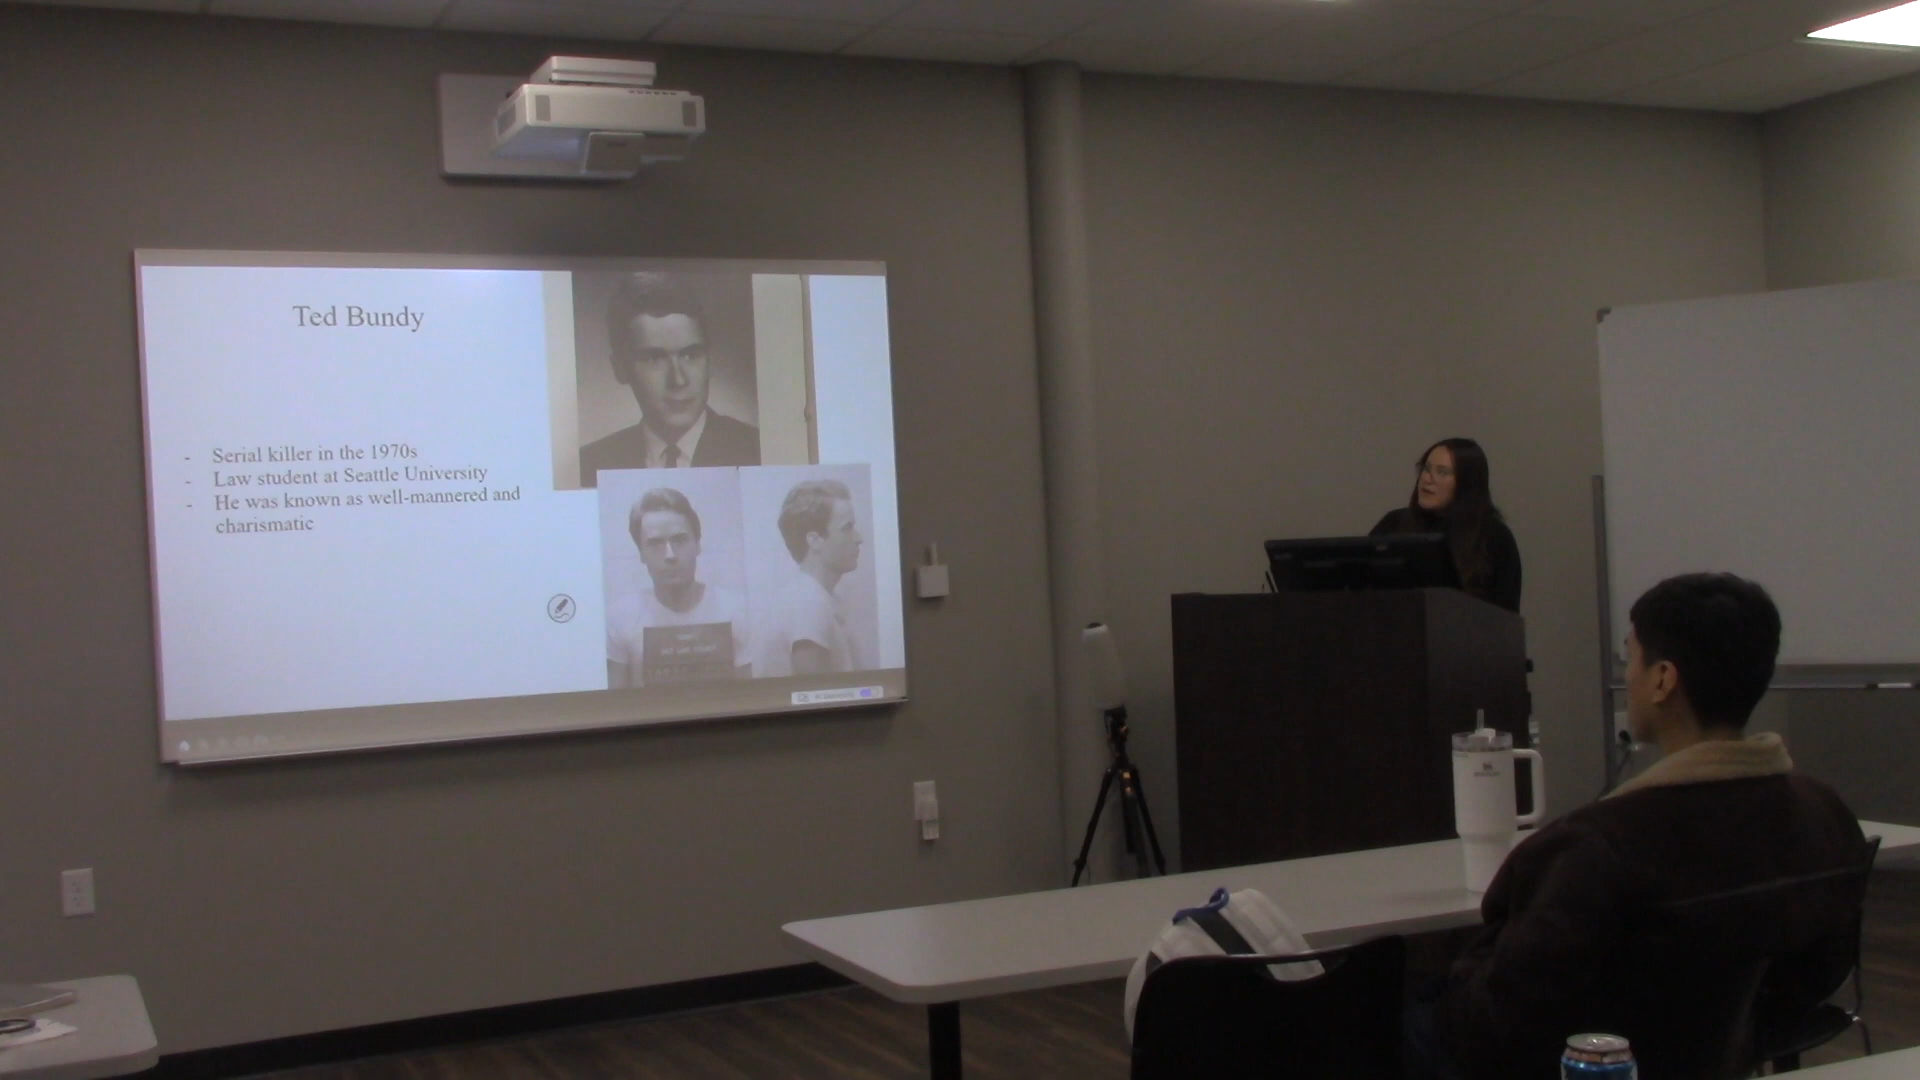 Ted Bundy
- Serial killer in the 1970s
- Law student at Seattle University
- He was known as well-mannered and
charismatic